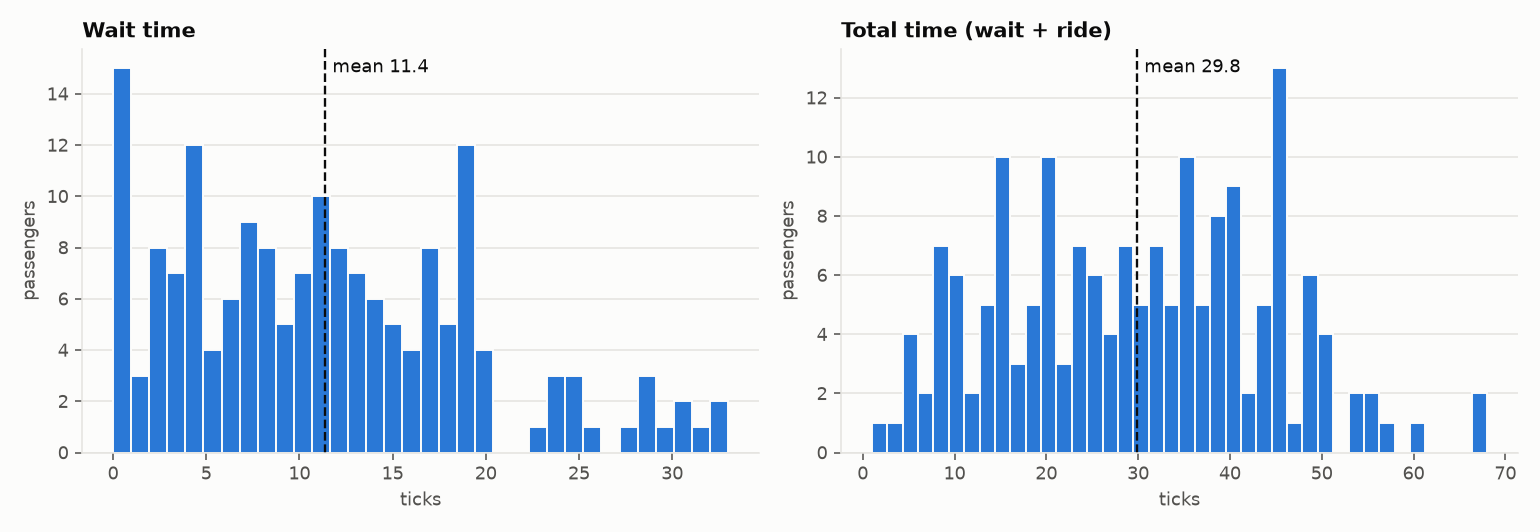 Wait time
mean 11.4
passengers
14
12
10
8
6
4
2
0
0 5 10 15 20 25 30
ticks
Total time (wait + ride)
mean 29.8
passengers
12
10
8
6
4
2
0
0 10 20 30 40 50 60 70
ticks